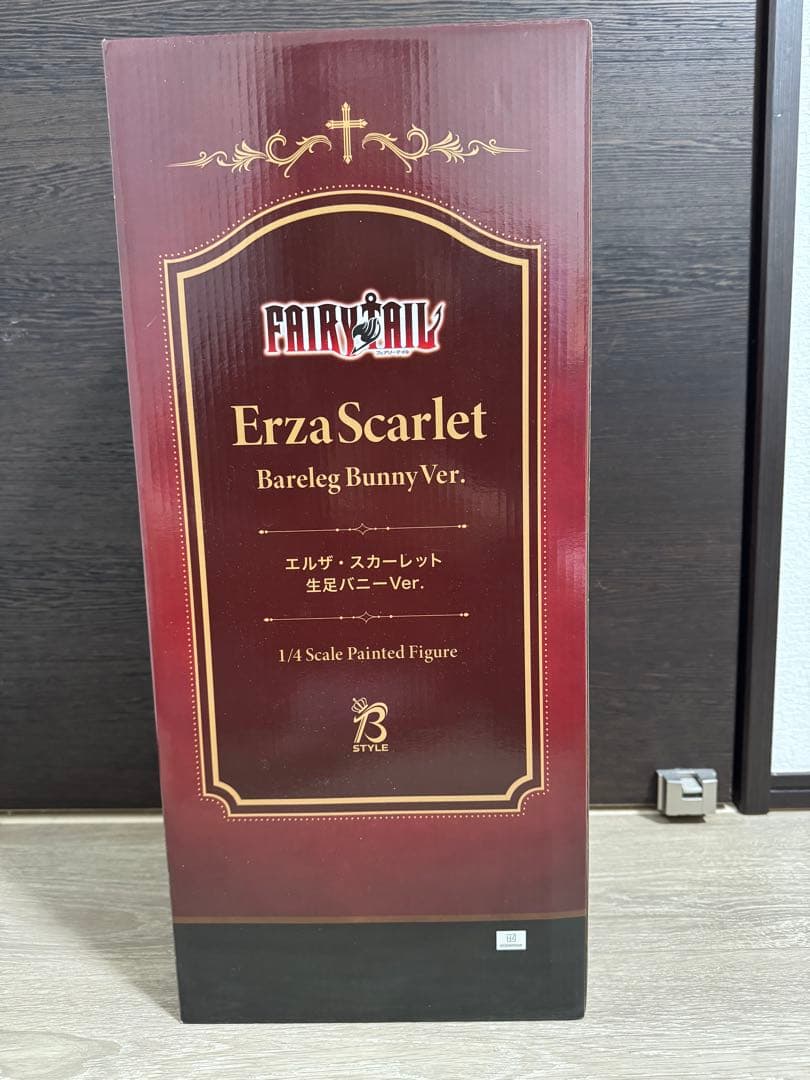 FAIRY TAIL
フェアリーテイル
Erza Scarlet
Bareleg Bunny Ver.
エルザ・スカーレット
生足バニーVer.
1/4 Scale Painted Figure
B
STYLE